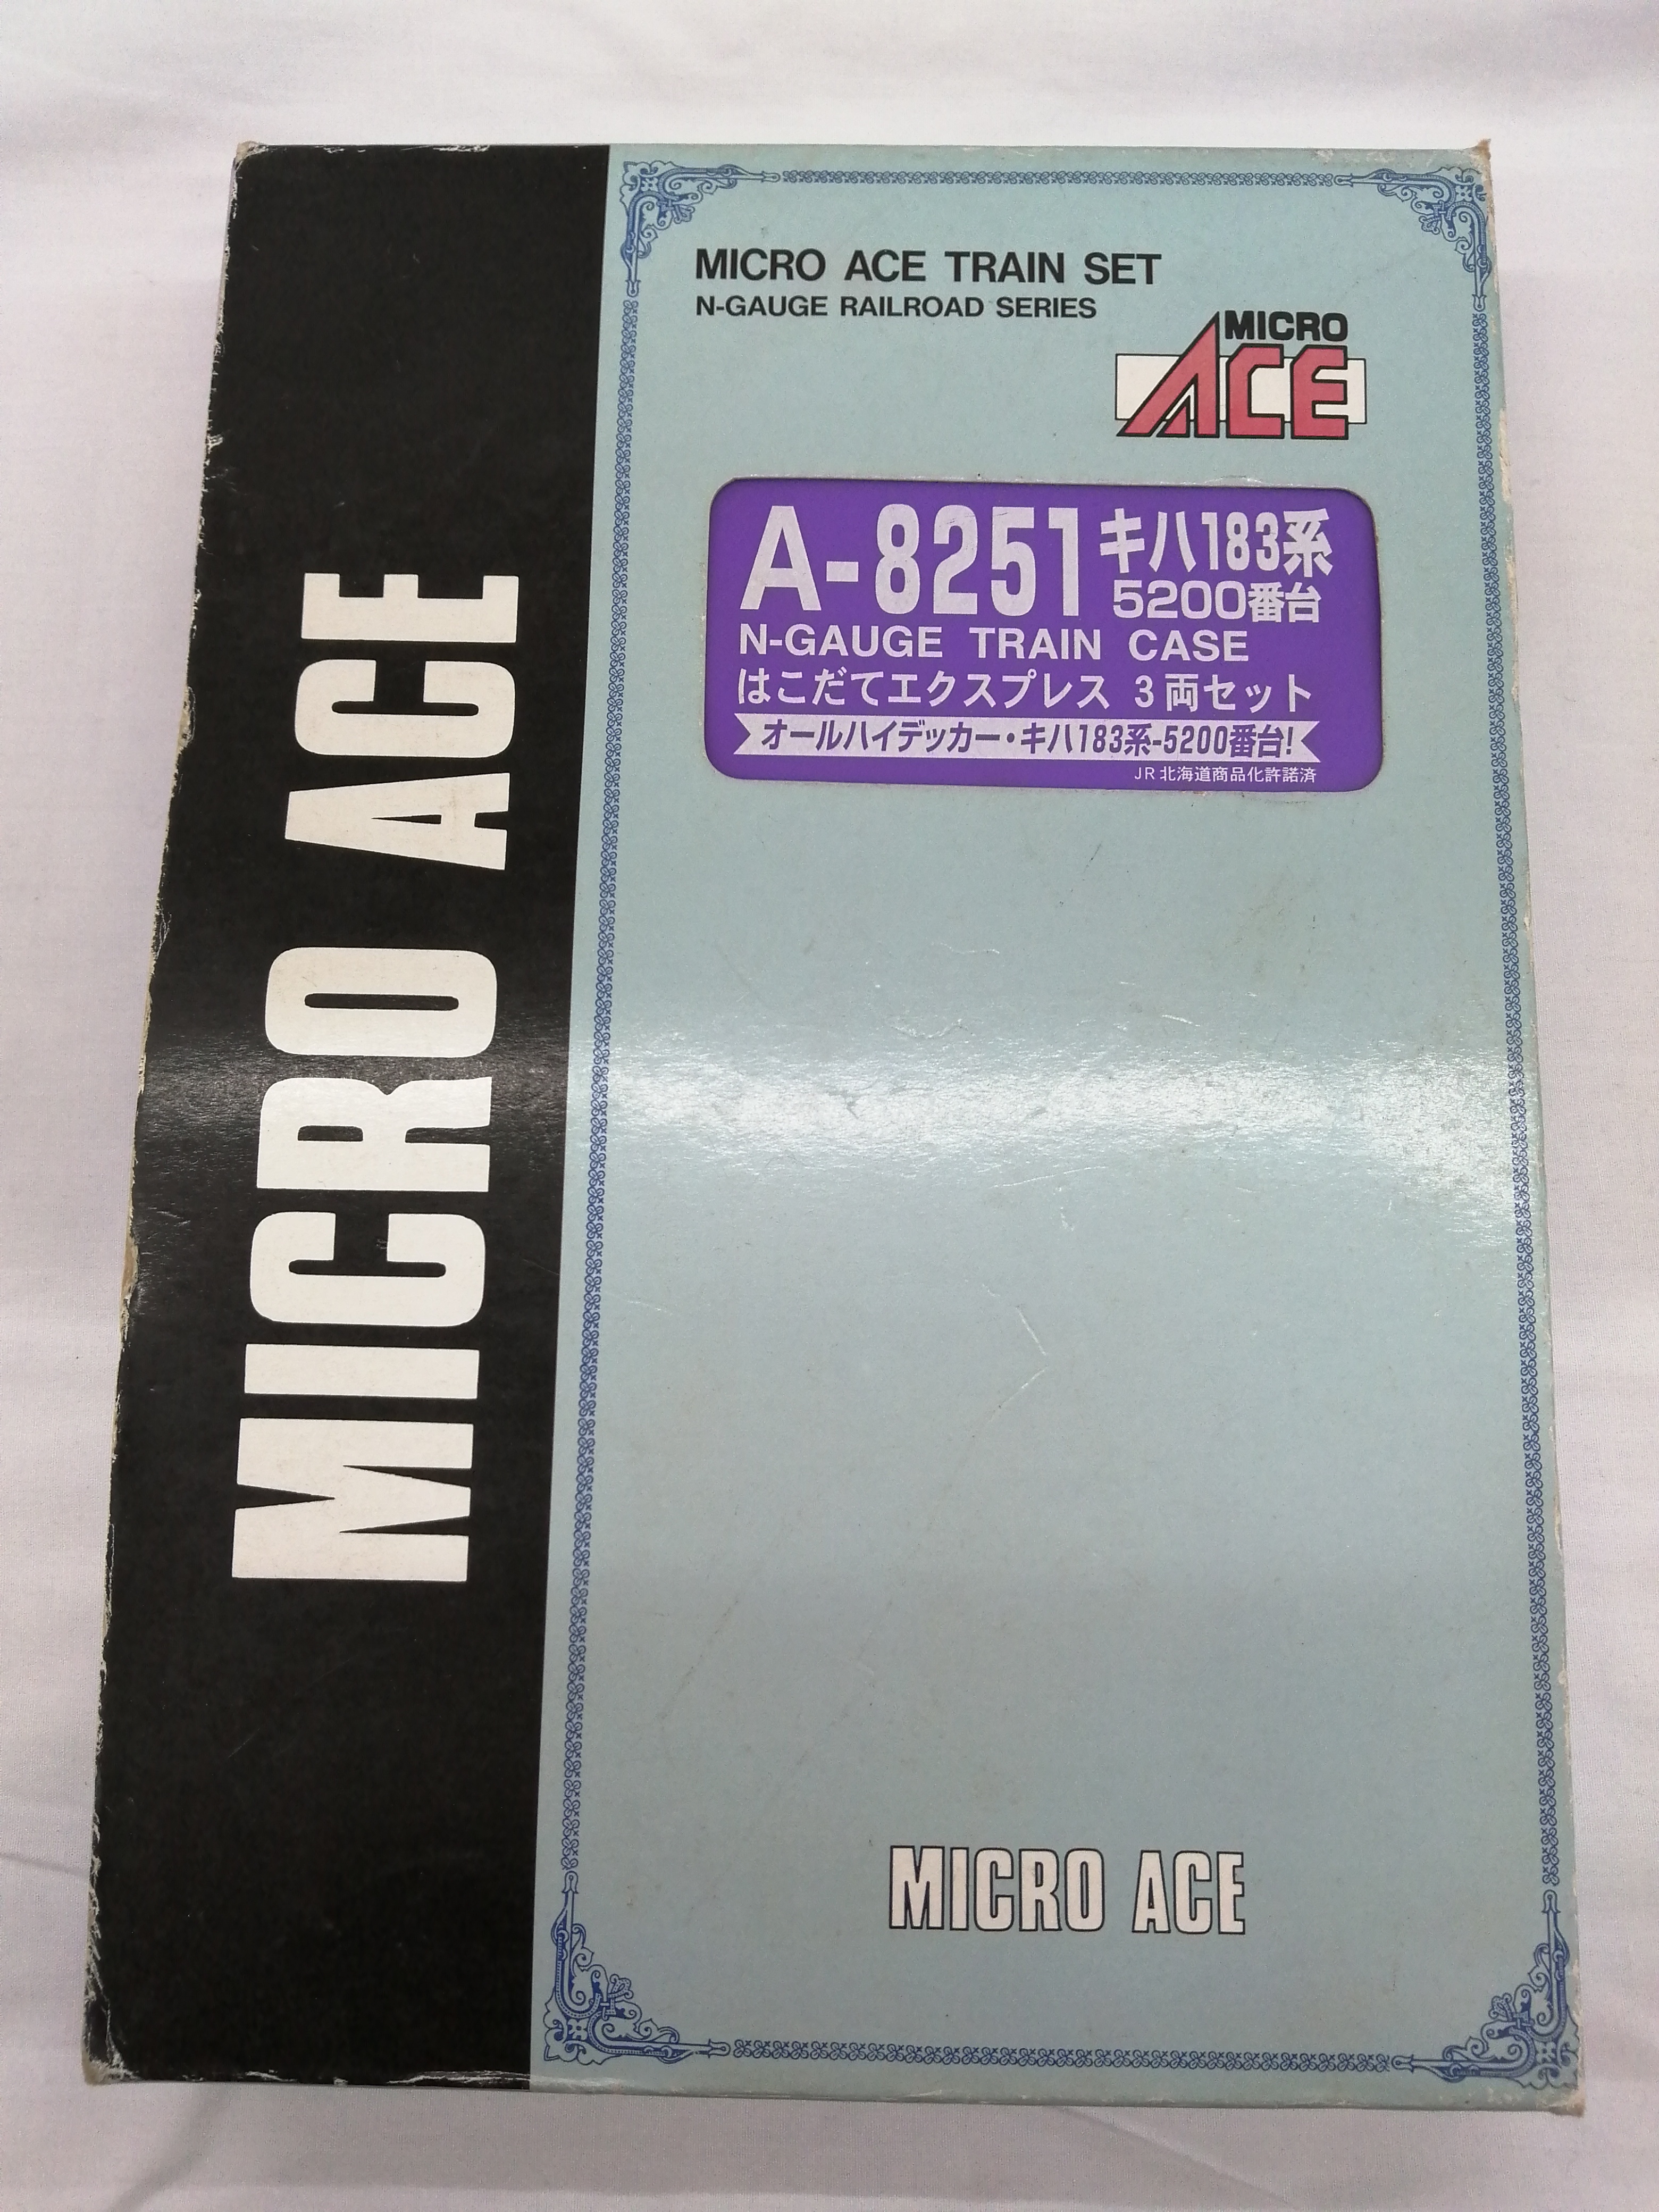 MICRO ACE
MICRO ACE TRAIN SET
N-GAUGE RAILROAD SERIES
MICRO
ACE
A-8251 キハ183系
5200番台
N-GAUGE TRAIN CASE
はこだてエクスプレス 3両セット
オールハイデッカー・キハ183系-5200番台!
JR北海道商品化許諾済
MICRO ACE